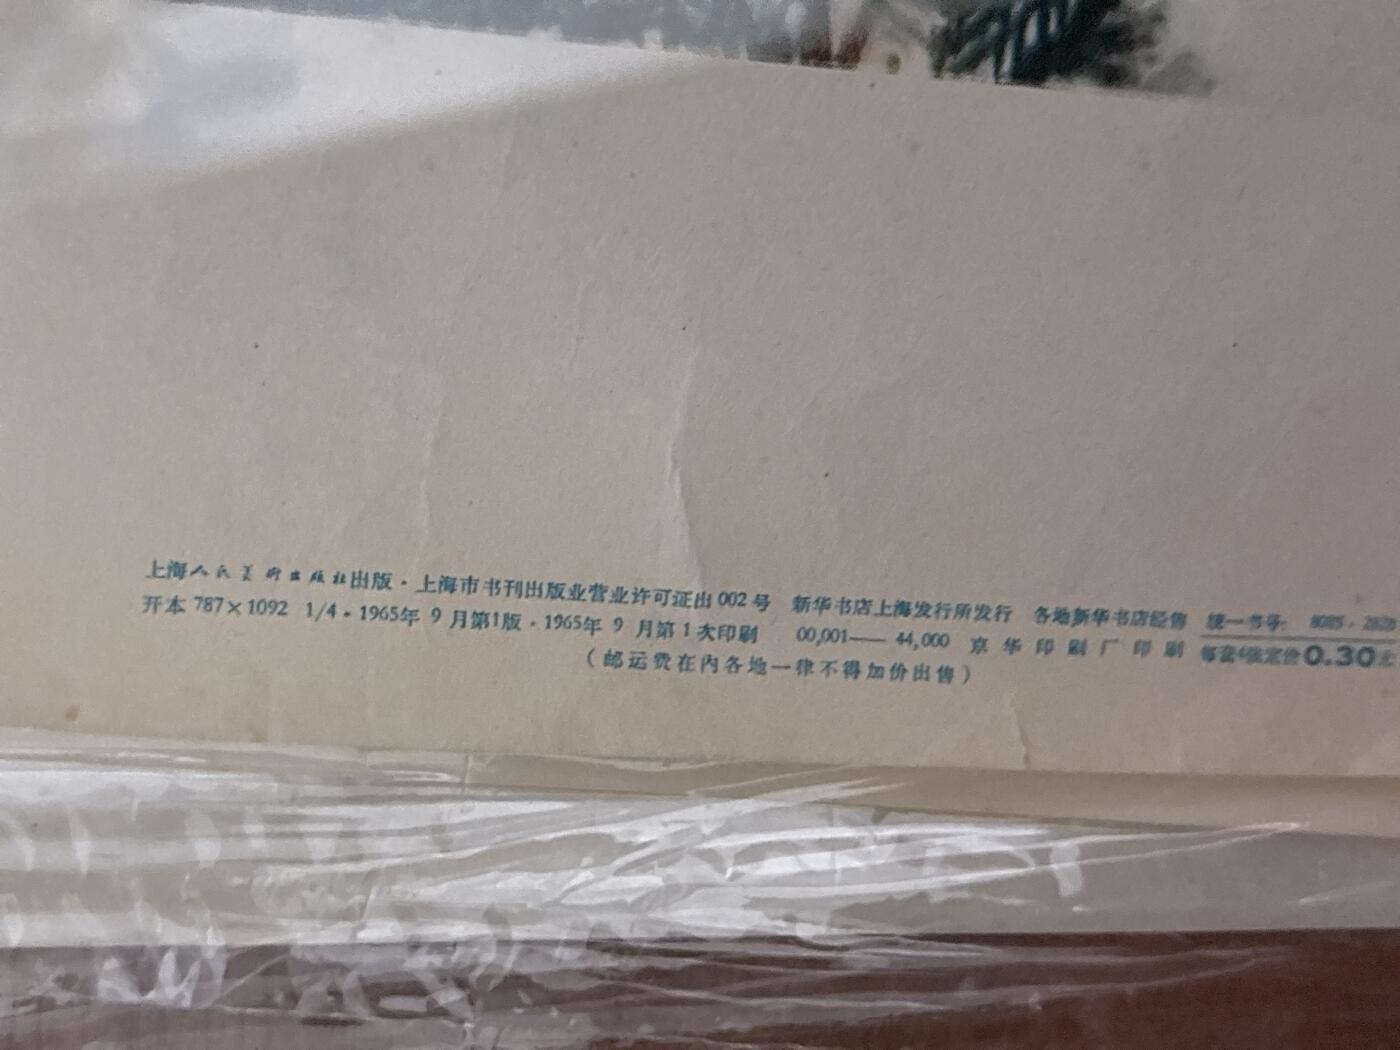 上海人民美术出版社出版·上海市书刊出版业营业许可证出002号 新华书店上海发行所发行 各地新华书店经售 统一书号:
开本 787×1092 1/4·1965年 9 月第1版·1965年 9 月第 1 次印刷 00,001—— 44,000 京华印刷厂印刷 每套4张定价0.30元
(邮运费在内各地一律不得加价出售)